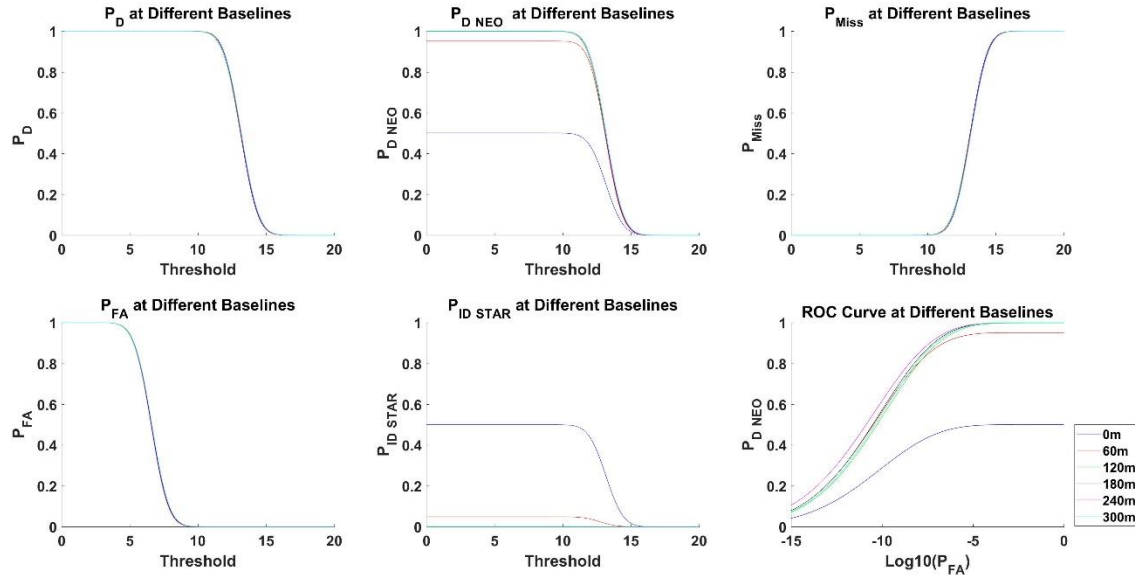 P_D at Different Baselines
P_D NEO at Different Baselines
P_Miss at Different Baselines
1
0.8
0.6
0.4
0.2
0
P_D
0 5 10 15 20
Threshold
1
0.8
0.6
0.4
0.2
0
P_D NEO
0 5 10 15 20
Threshold
1
0.8
0.6
0.4
0.2
0
P_Miss
0 5 10 15 20
Threshold
P_FA at Different Baselines
P_ID STAR at Different Baselines
ROC Curve at Different Baselines
1
0.8
0.6
0.4
0.2
0
P_FA
0 5 10 15 20
Threshold
1
0.8
0.6
0.4
0.2
0
P_ID STAR
0 5 10 15 20
Threshold
1
0.8
0.6
0.4
0.2
0
P_D NEO
-15 -10 -5 0
Log10(P_FA)
0m
60m
120m
180m
240m
300m